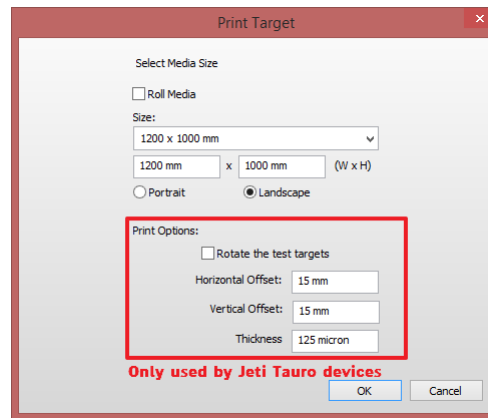 Print Target
Select Media Size
Roll Media
Size:
1200 x 1000 mm
1200 mm x 1000 mm (W x H)
Portrait Landscape
Print Options:
Rotate the test targets
Horizontal Offset: 15 mm
Vertical Offset: 15 mm
Thickness 125 micron
Only used by Jeti Tauro devices
OK Cancel